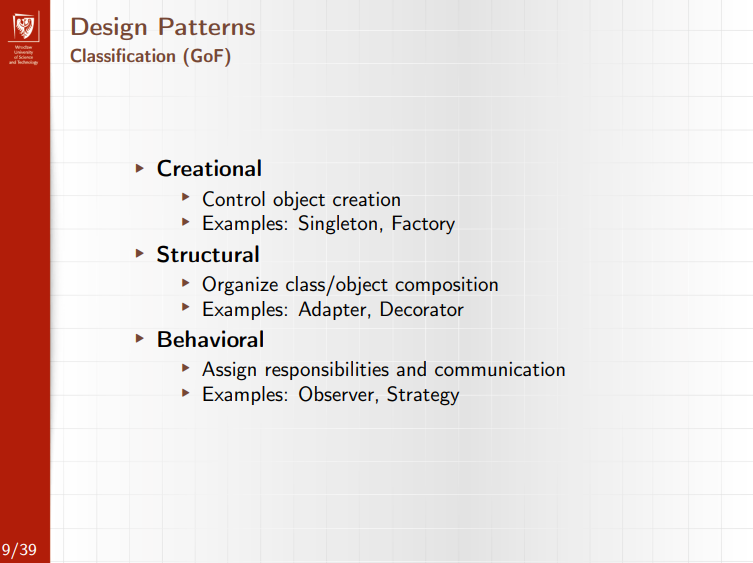 Wrocław
University
of Science
and Technology
Design Patterns
Classification (GoF)
Creational
Control object creation
Examples: Singleton, Factory
Structural
Organize class/object composition
Examples: Adapter, Decorator
Behavioral
Assign responsibilities and communication
Examples: Observer, Strategy
9/39